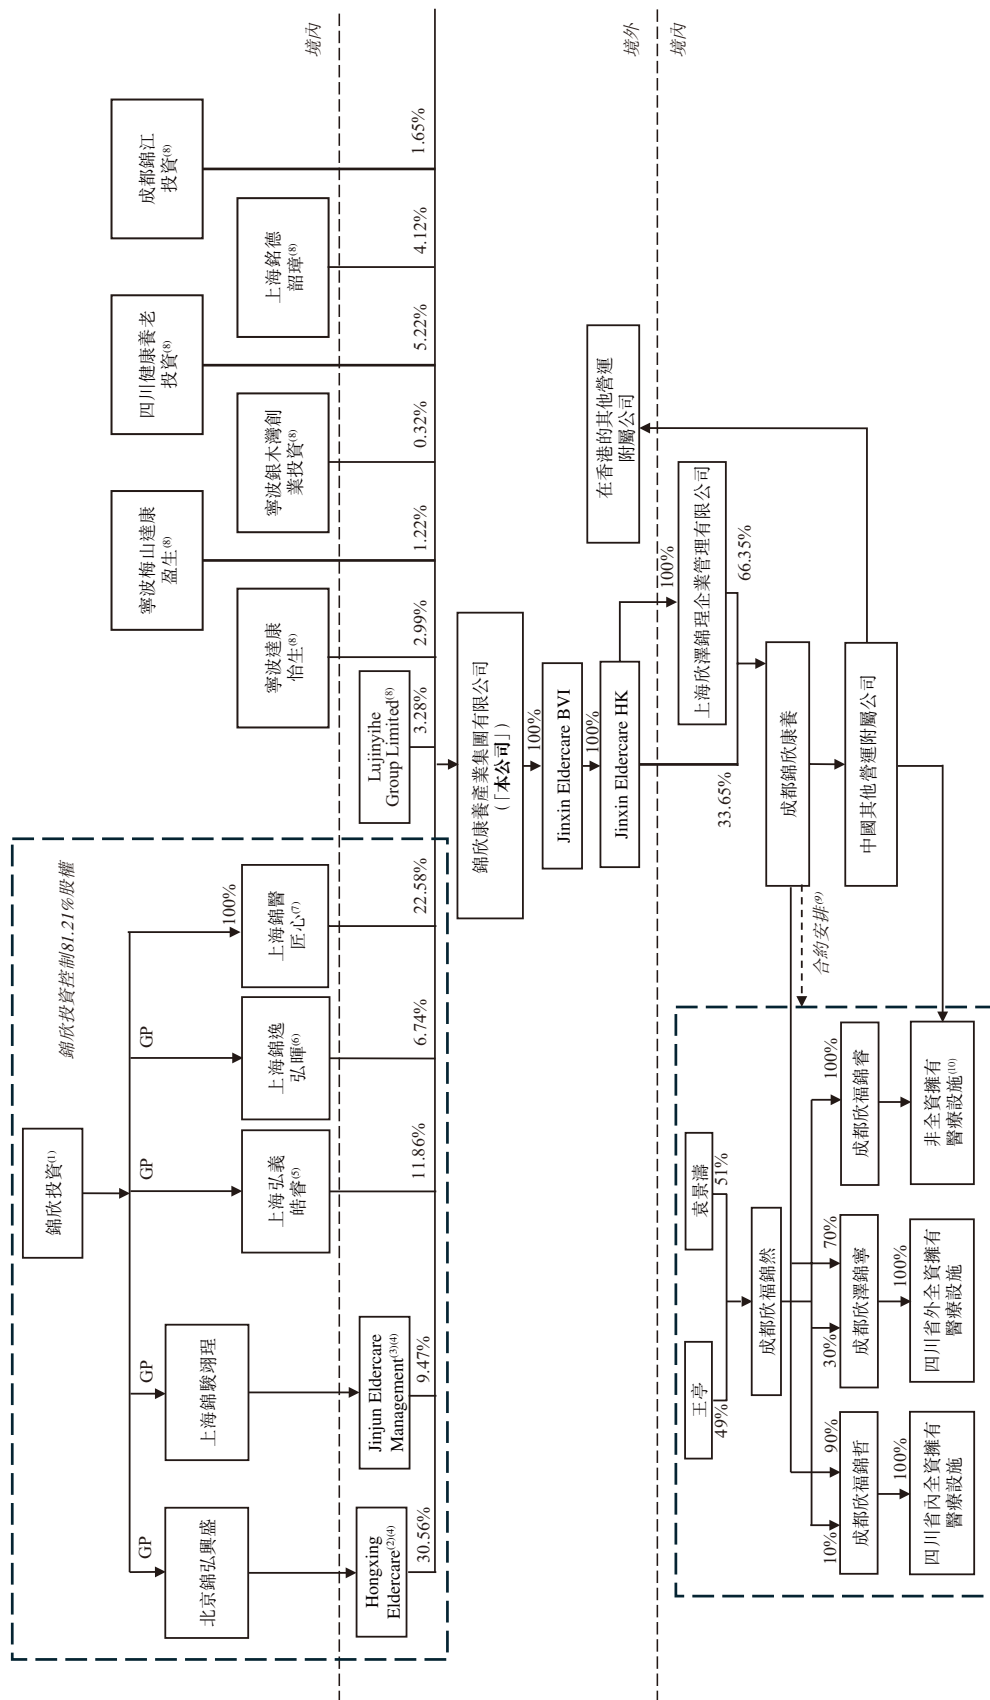 錦欣投資控制81.21%股權
錦欣投資(1)
GP
GP
GP
GP
100%
北京錦弘興盛
上海錦駿翊珵
上海弘義
皓睿(5)
上海錦逸
弘暉(6)
上海錦醫
匠心(7)
Hongxing
Eldercare(2)(4)
Jinjun Eldercare
Management(3)(4)
30.56%
9.47%
11.86%
6.74%
22.58%
Lujinyihe
Group Limited(8)
3.28%
寧波達康
怡生(8)
2.99%
寧波梅山達康
盈生(8)
1.22%
寧波銀木灣創
業投資(8)
0.32%
四川健康養老
投資(8)
5.22%
上海銘德
韶璋(8)
4.12%
成都錦江
投資(8)
1.65%
境內
境外
境內
錦欣康養產業集團有限公司
(「本公司」)
100%
Jinxin Eldercare BVI
100%
Jinxin Eldercare HK
100%
上海欣澤錦珵企業管理有限公司
在香港的其他營運
附屬公司
33.65%
66.35%
成都錦欣康養
中國其他營運附屬公司
合約安排(9)
王亭
袁景濤
49%
51%
成都欣福錦然
10%
90%
30%
70%
100%
成都欣福錦哲
成都欣澤錦寧
成都欣福錦睿
100%
100%
四川省內全資擁有
醫療設施
四川省外全資擁有
醫療設施
非全資擁有
醫療設施(10)